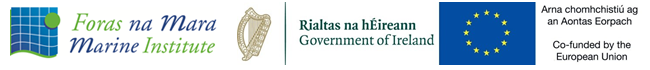 Foras na Mara
Marine Institute
Rialtas na hÉireann
Government of Ireland
Arna chomhchistiú ag
an Aontas Eorpach
Co-funded by the
European Union